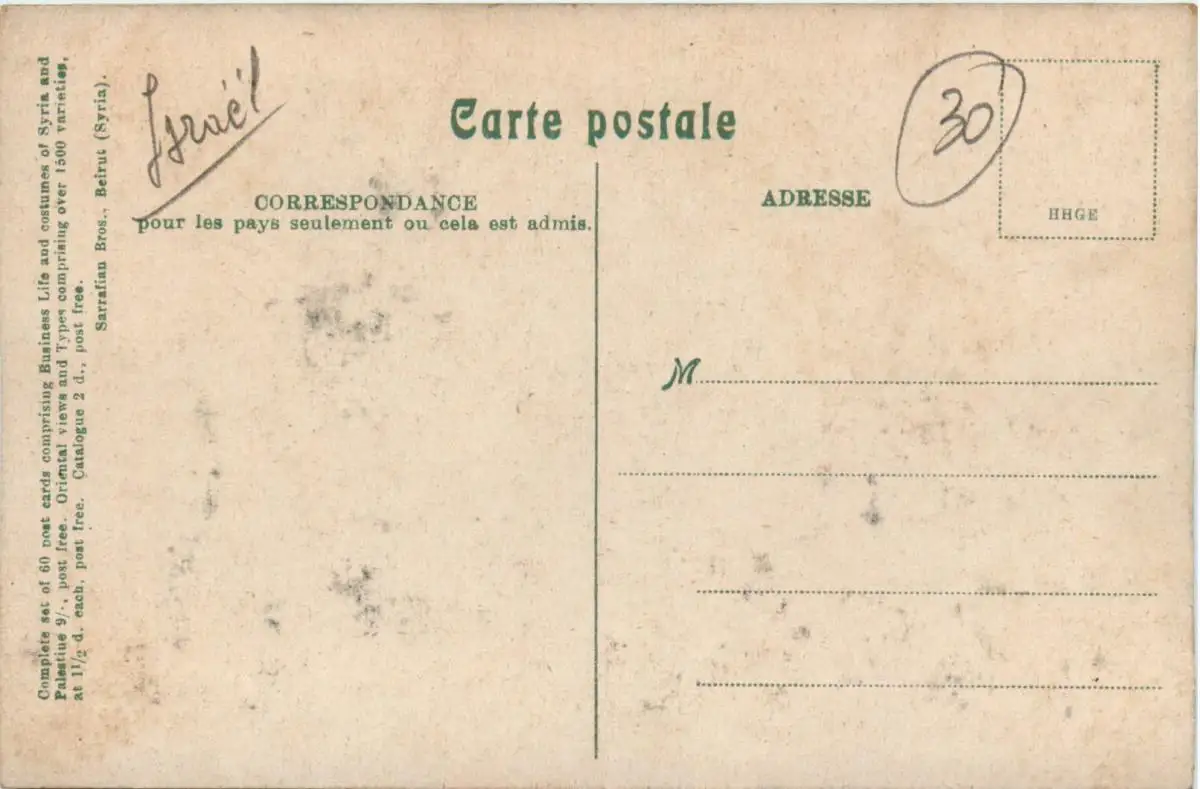 Israël
30
Carte postale
CORRESPONDANCE
pour les pays seulement ou cela est admis.
ADRESSE
HHGE
M
Complete set of 60 post cards comprising Business Life and costumes of Syria and
Palestine 9/-, post free. Oriental views and Types comprising over 1500 varieties,
at 1 1/2 d. each, post free. Catalogue 2 d., post free.
Sarrafian Bros., Beirut (Syria).